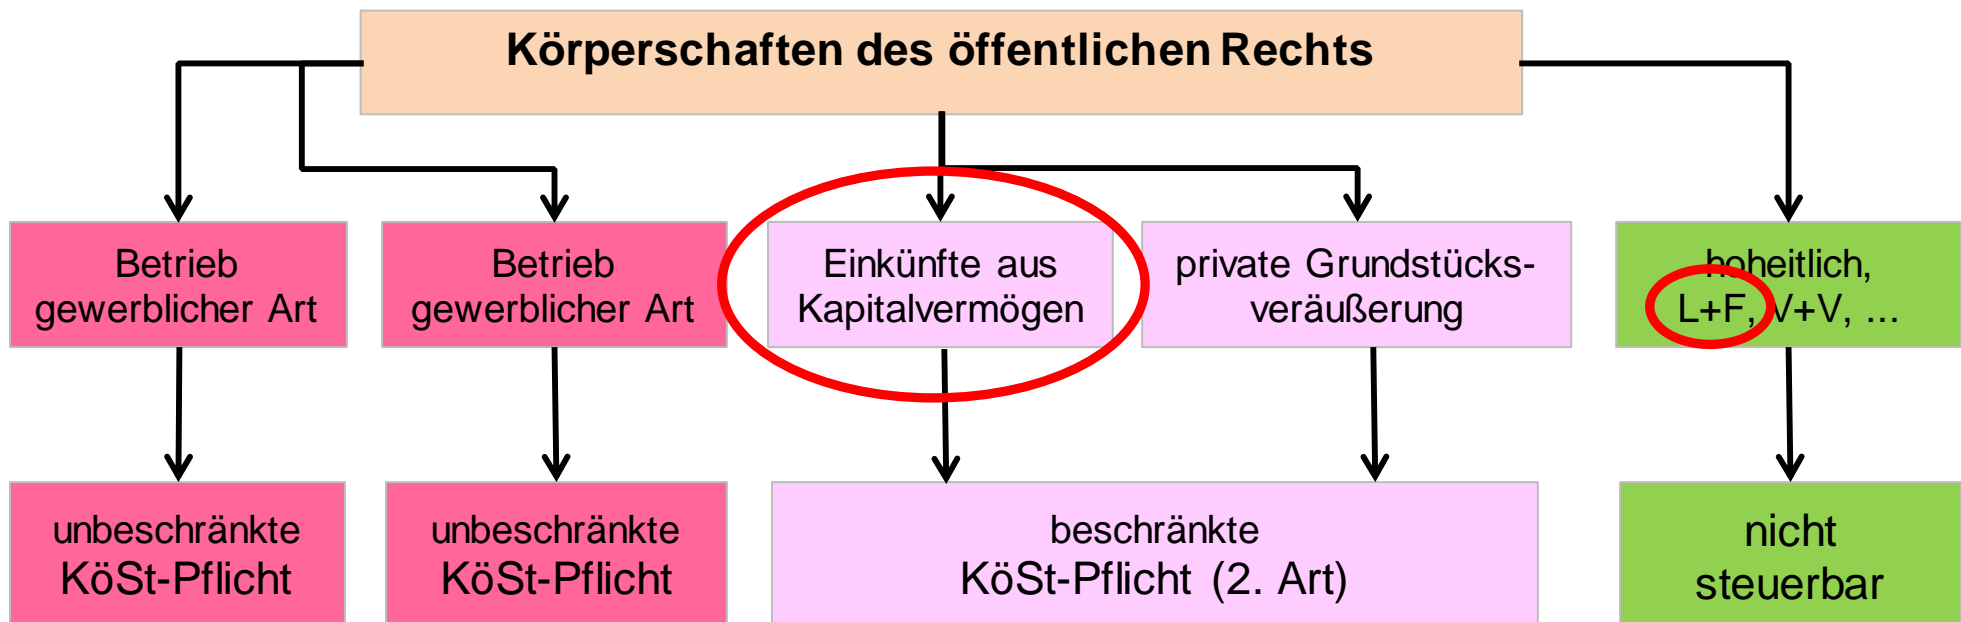 Körperschaften des öffentlichen Rechts
Betrieb
gewerblicher Art
Betrieb
gewerblicher Art
Einkünfte aus
Kapitalvermögen
private Grundstücks-
veräußerung
hoheitlich,
L+F, V+V, ...
unbeschränkte
KöSt-Pflicht
unbeschränkte
KöSt-Pflicht
beschränkte
KöSt-Pflicht (2. Art)
nicht
steuerbar